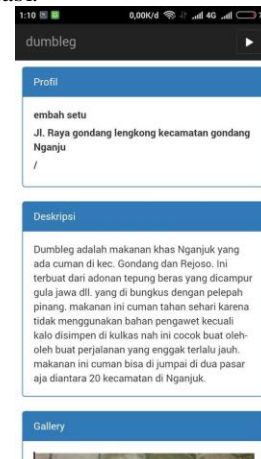 1:10 0,00K/d 4G
dumbleg
Profil
embah setu
Jl. Raya gondang lengkong kecamatan gondang
Nganju
/
Deskripsi
Dumbleg adalah makanan khas Nganjuk yang
ada cuman di kec. Gondang dan Rejoso. Ini
terbuat dari adonan tepung beras yang dicampur
gula jawa dll. yang di bungkus dengan pelepah
pinang. makanan ini cuman tahan sehari karena
tidak menggunakan bahan pengawet kecuali
kalo disimpen di kulkas nah ini cocok buat oleh-
oleh buat perjalanan yang enggak terlalu jauh.
makanan ini cuman bisa di jumpai di dua pasar
aja diantara 20 kecamatan di Nganjuk.
Gallery